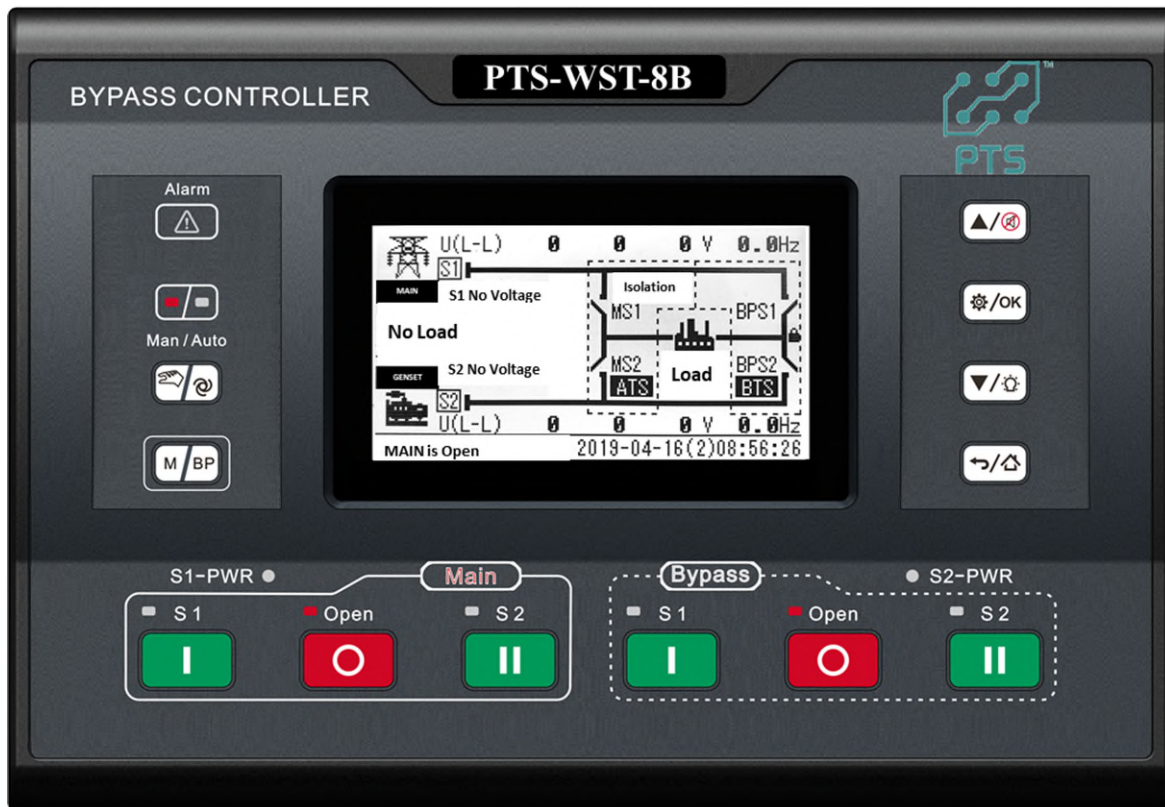 PTS-WST-8B
BYPASS CONTROLLER
TM
PTS
Alarm
Man / Auto
M/BP
U(L-L) 0 0 0 V 0.0Hz
S1
MAIN
S1 No Voltage
Isolation
MS1 BPS1
No Load
S2 No Voltage
MS2 Load BPS2
GENSET
ATS BTS
S2
U(L-L) 0 0 0 V 0.0Hz
MAIN is Open 2019-04-16(2)08:56:26
/OK
S1-PWR
Main
S 1 Open S 2
I O II
Bypass
S2-PWR
S 1 Open S 2
I O II